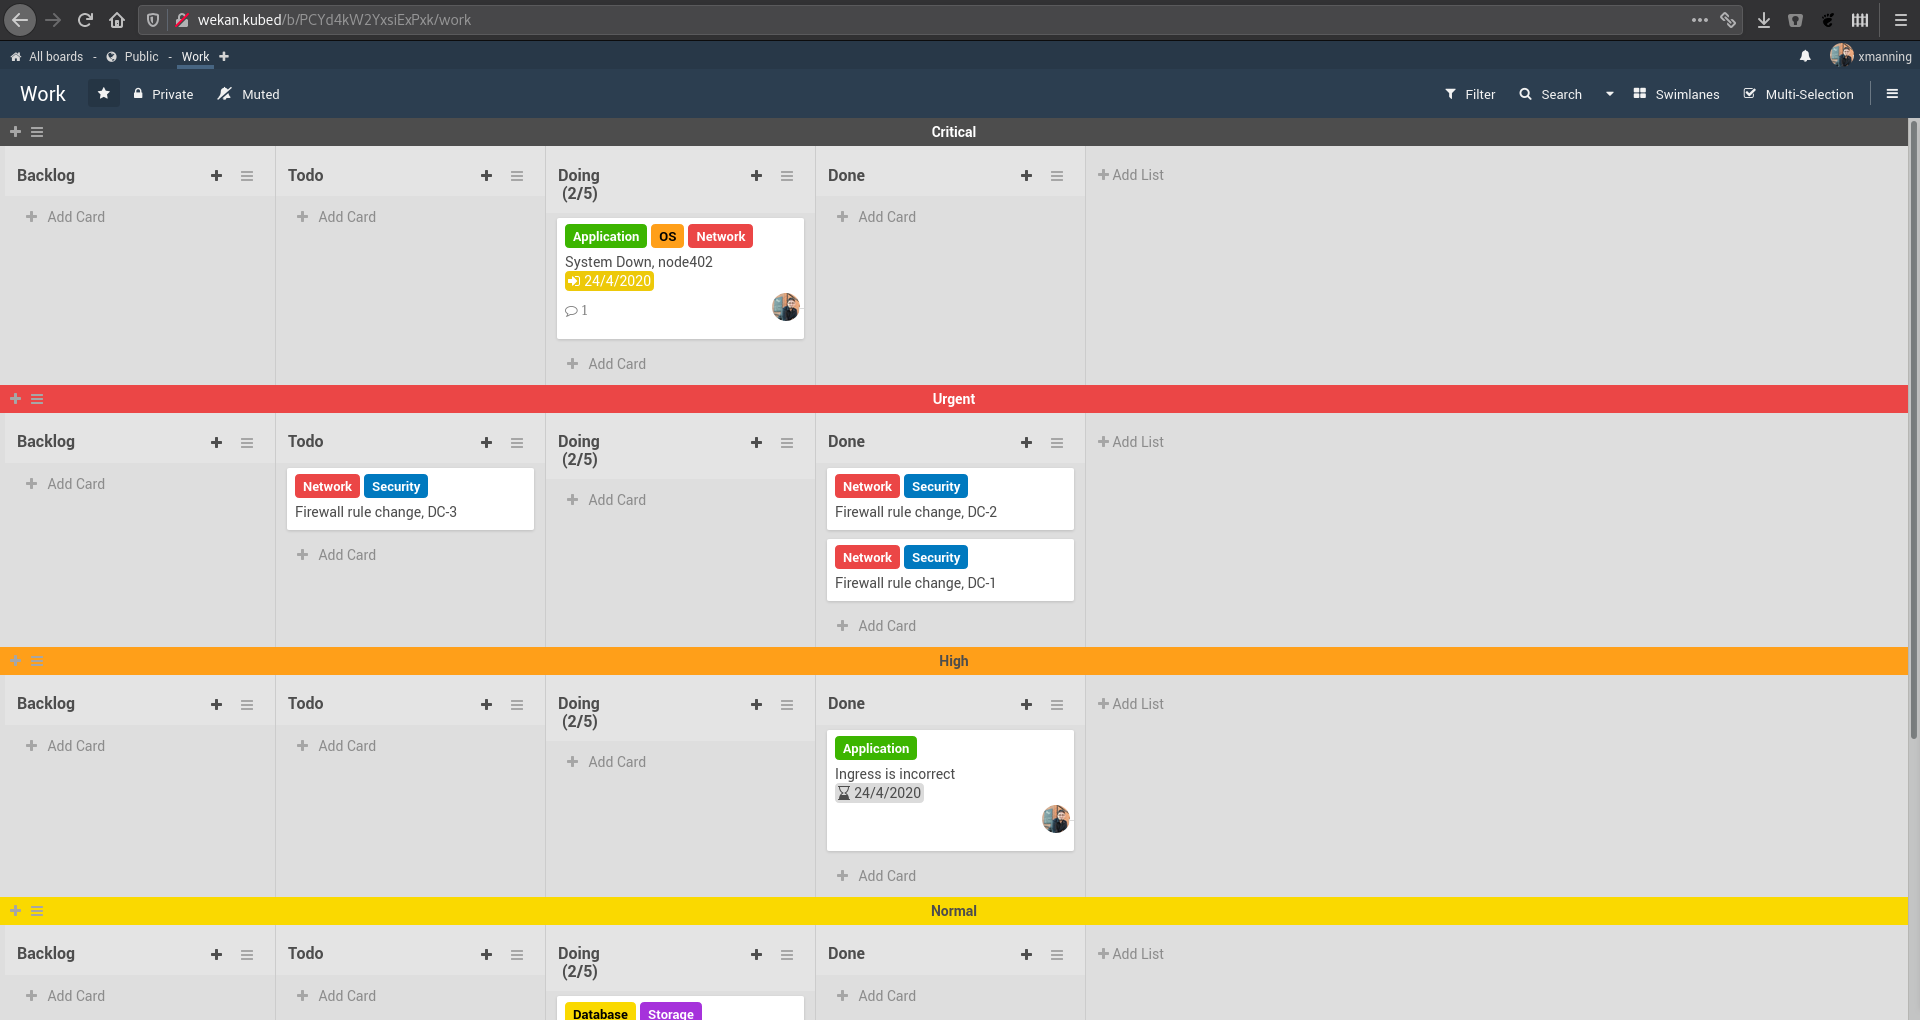 wekan.kubed/b/PCYd4kW2YxsiExPxk/work
All boards - Public - Work
xmanning
Work Private Muted
Filter Search Swimlanes Multi-Selection
Critical
Backlog Todo Doing Done Add List
(2/5)
Add Card Add Card Add Card
Application OS Network
System Down, node402
24/4/2020
1
Add Card
Urgent
Backlog Todo Doing Done Add List
(2/5)
Add Card
Network Security
Firewall rule change, DC-3
Add Card
Add Card
Network Security
Firewall rule change, DC-2
Network Security
Firewall rule change, DC-1
Add Card
High
Backlog Todo Doing Done Add List
(2/5)
Add Card Add Card Add Card
Application
Ingress is incorrect
24/4/2020
Add Card
Normal
Backlog Todo Doing Done Add List
(2/5)
Add Card Add Card Add Card
Database Storage